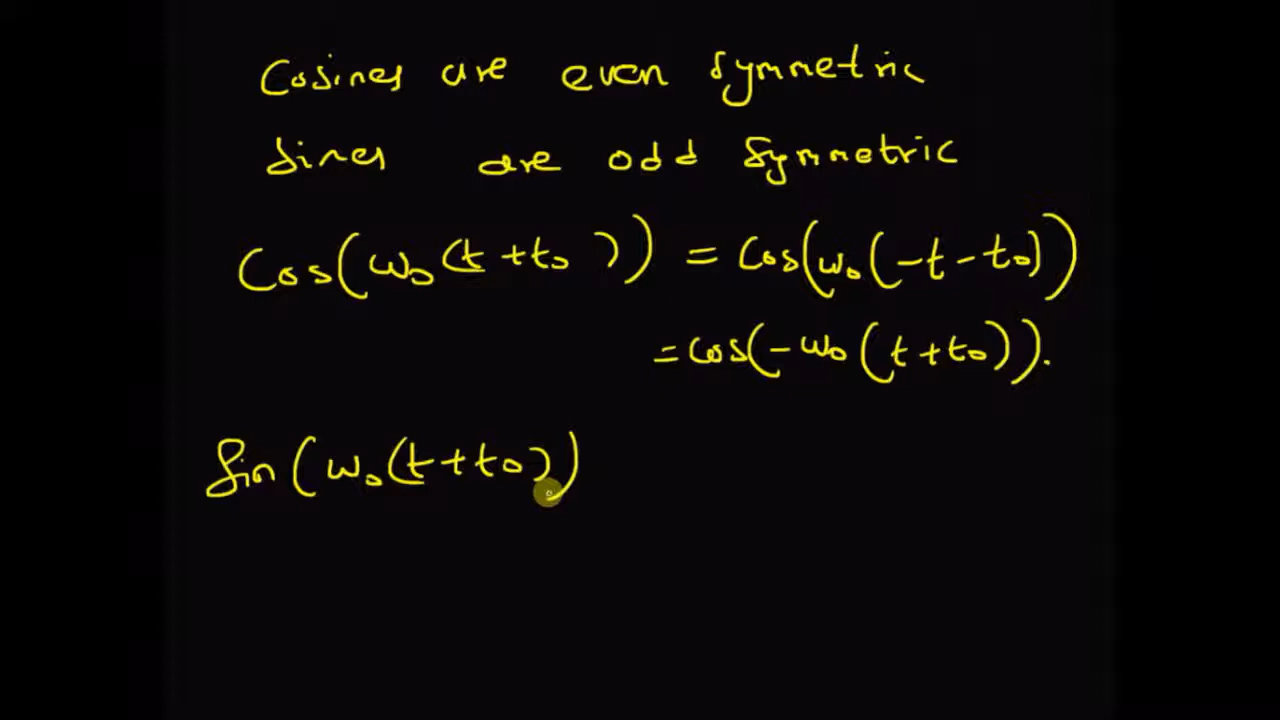 Cosines are even symmetric
Sines are odd symmetric
Cos(ω₀(t+t₀)) = Cos(ω₀(-t-t₀))
=Cos(-ω₀(t+t₀)).
Sin(ω₀(t+t₀))